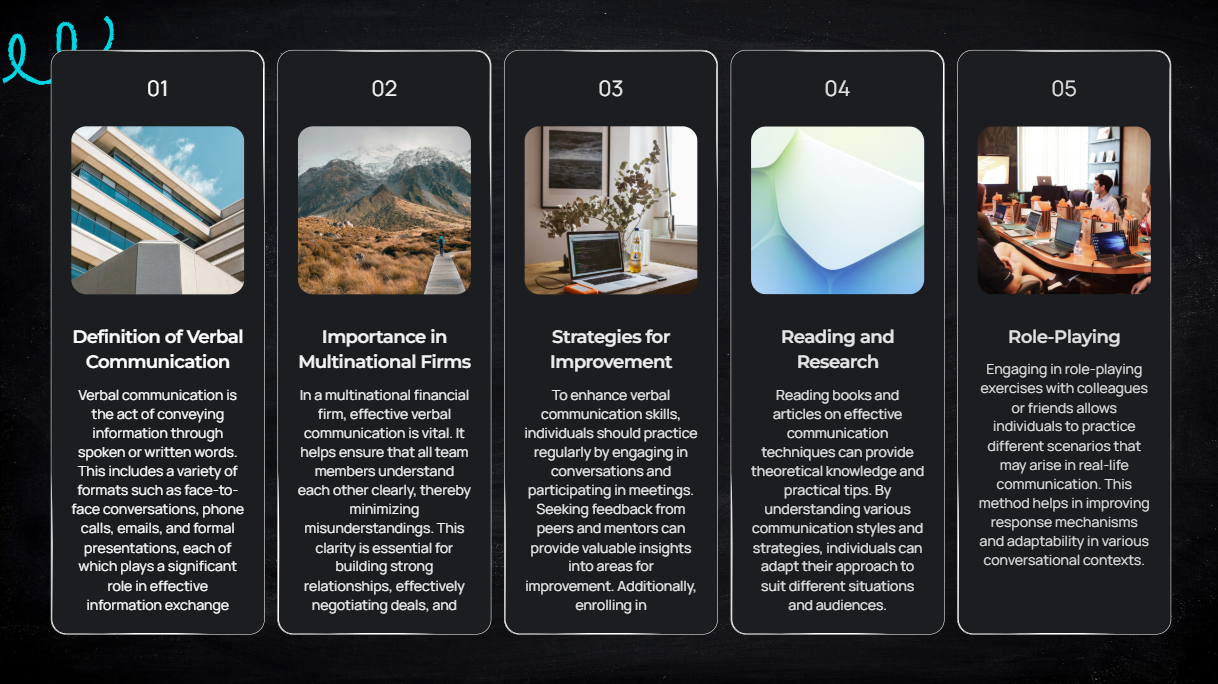 01
Definition of Verbal
Communication
Verbal communication is
the act of conveying
information through
spoken or written words.
This includes a variety of
formats such as face-to-
face conversations, phone
calls, emails, and formal
presentations, each of
which plays a significant
role in effective
information exchange
02
Importance in
Multinational Firms
In a multinational financial
firm, effective verbal
communication is vital. It
helps ensure that all team
members understand
each other clearly, thereby
minimizing
misunderstandings. This
clarity is essential for
building strong
relationships, effectively
negotiating deals, and
03
Strategies for
Improvement
To enhance verbal
communication skills,
individuals should practice
regularly by engaging in
conversations and
participating in meetings.
Seeking feedback from
peers and mentors can
provide valuable insights
into areas for
improvement. Additionally,
enrolling in
04
Reading and
Research
Reading books and
articles on effective
communication
techniques can provide
theoretical knowledge and
practical tips. By
understanding various
communication styles and
strategies, individuals can
adapt their approach to
suit different situations
and audiences.
05
Role-Playing
Engaging in role-playing
exercises with colleagues
or friends allows
individuals to practice
different scenarios that
may arise in real-life
communication. This
method helps in improving
response mechanisms
and adaptability in various
conversational contexts.